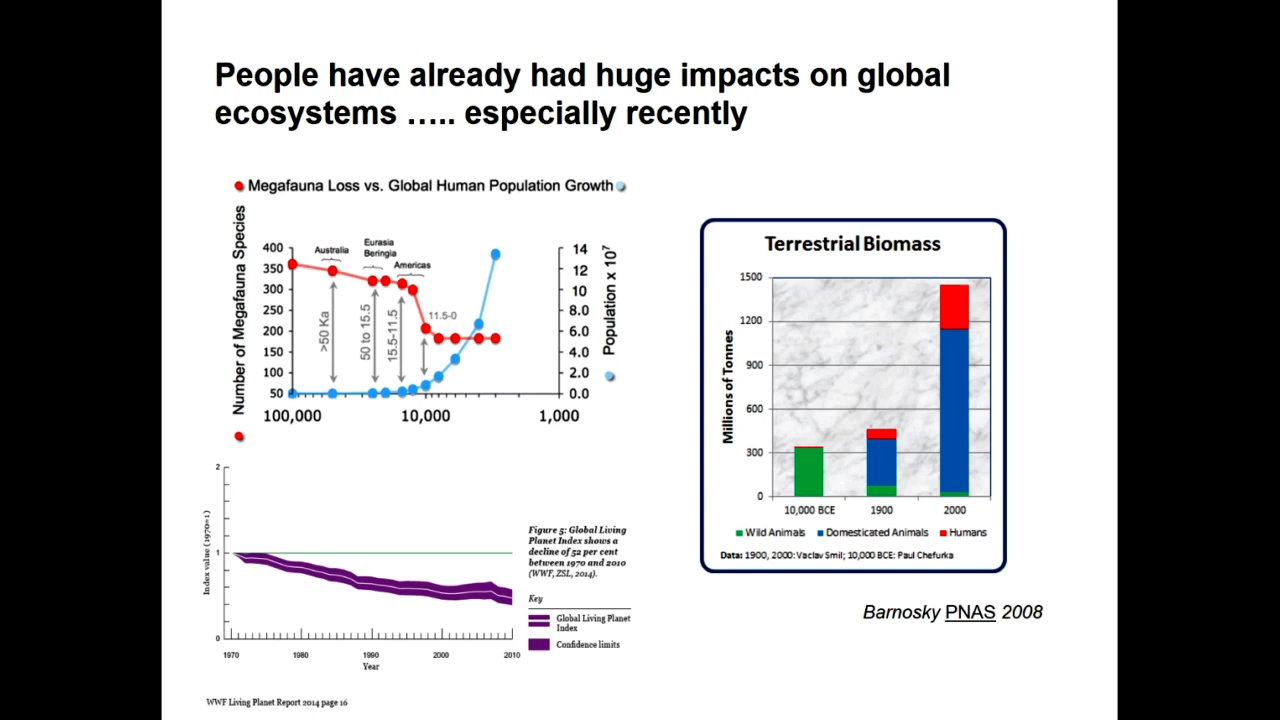 People have already had huge impacts on global
ecosystems ….. especially recently
Megafauna Loss vs. Global Human Population Growth
Number of Megafauna Species
400
350
300
250
200
150
100
50
Australia
Eurasia
Beringia
Americas
>50 Ka
50 to 15.5
15.5-11.5
11.5-0
14
12
10
8.0
6.0
4.0
2.0
0.0
Population x 10⁷
100,000
10,000
1,000
Terrestrial Biomass
Millions of Tonnes
1500
1200
900
600
300
0
10,000 BCE
1900
2000
Wild Animals
Domesticated Animals
Humans
Data: 1900, 2000: Vaclav Smil; 10,000 BCE: Paul Chefurka
Barnosky PNAS 2008
Index value (1970=1)
2
1
0
1970
1980
1990
2000
2010
Year
Figure 5: Global Living
Planet Index shows a
decline of 52 per cent
between 1970 and 2010
(WWF, ZSL, 2014).
Key
Global Living Planet
Index
Confidence limits
WWF Living Planet Report 2014 page 16